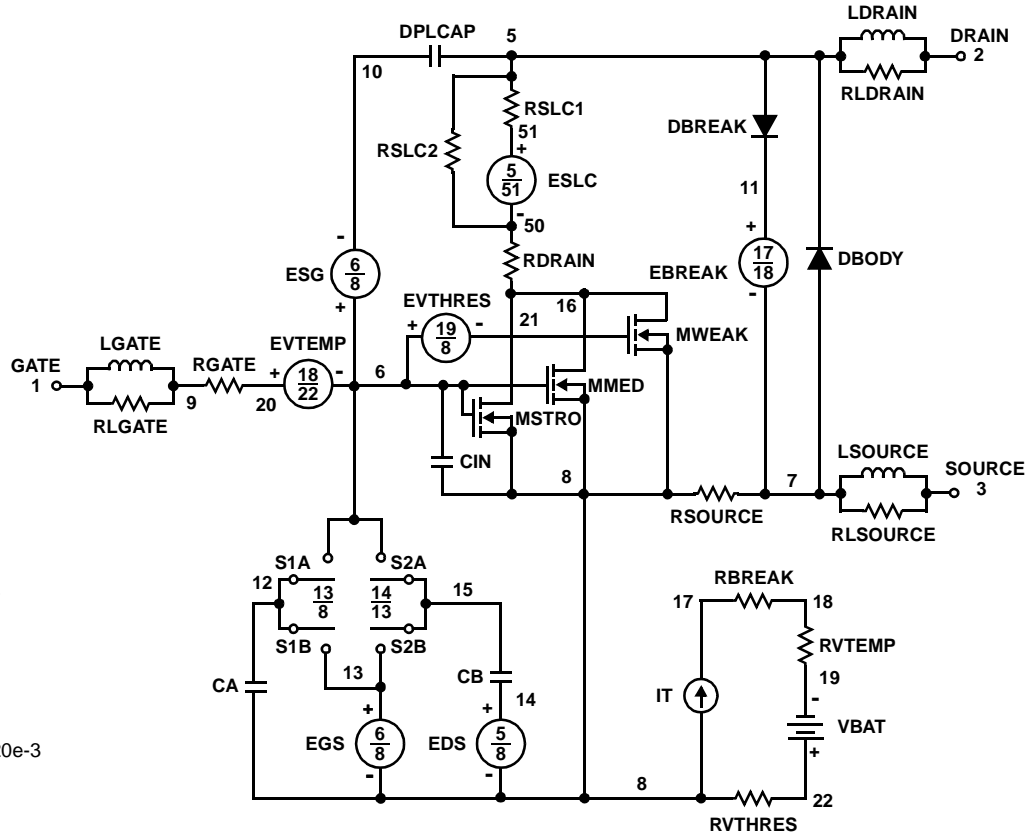 LDRAIN
DPLCAP
5
DRAIN
2
10
RLDRAIN
RSLC1
51
DBREAK
+
RSLC2
5
51
ESLC
11
-
50
-
+
RDRAIN
17
18
DBODY
6
8
ESG
EBREAK
-
EVTHRES
16
+
21
+
19
8
-
MWEAK
LGATE
EVTEMP
GATE
1
RGATE
+
18
22
-
6
MMED
9
20
MSTRO
RLGATE
LSOURCE
CIN
8
7
SOURCE
3
RSOURCE
RLSOURCE
S1A
S2A
12
13
8
14
13
15
RBREAK
17
18
S1B
S2B
RVTEMP
13
CB
19
CA
14
IT
-
+
+
VBAT
EGS
6
8
EDS
5
8
20e-3
+
-
-
8
22
RVTHRES